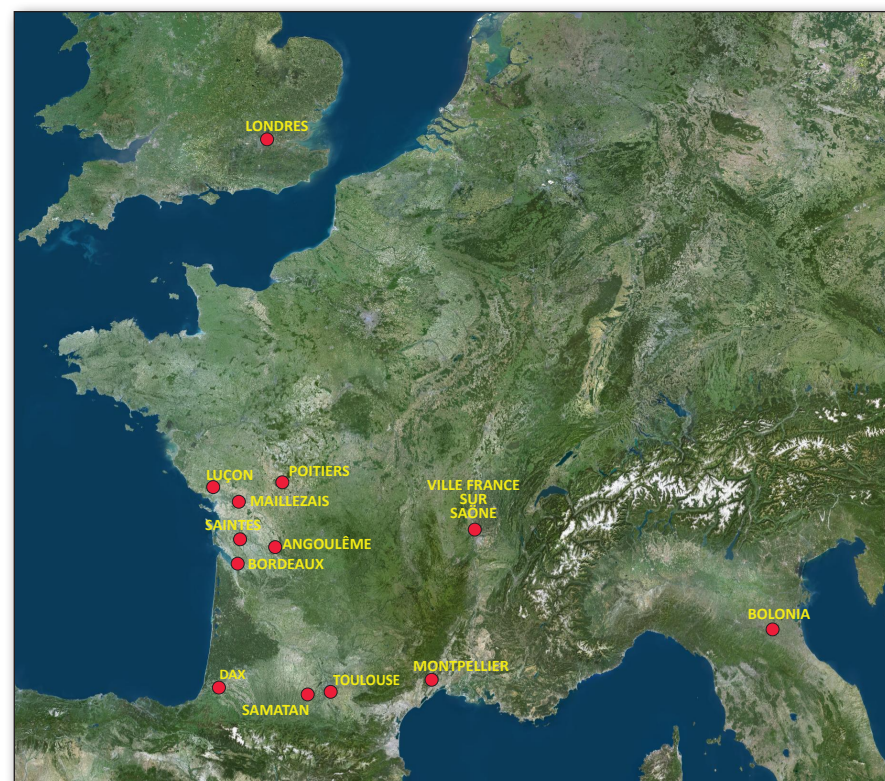 LONDRES
POITIERS
LUÇON
VILLE FRANCE
SUR
SAÔNE
MAILLEZAIS
SAINTES
ANGOULÊME
BORDEAUX
BOLONIA
MONTPELLIER
DAX
TOULOUSE
SAMATAN